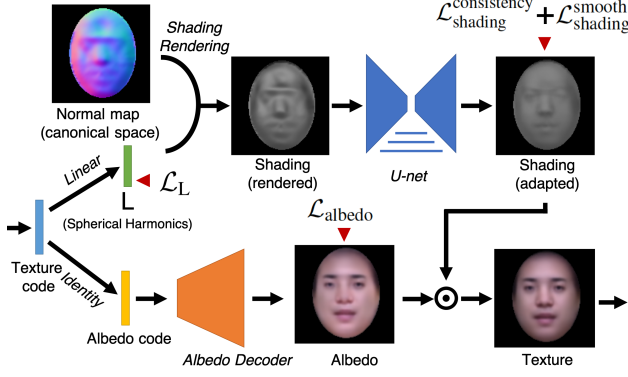 Shading
Rendering
ℒ^consistency_shading + ℒ^smooth_shading
Normal map
(canonical space)
Linear
L
ℒ_L
(Spherical Harmonics)
Shading
(rendered)
U-net
Shading
(adapted)
Texture
code
Identity
Albedo code
Albedo Decoder
ℒ_albedo
Albedo
Texture